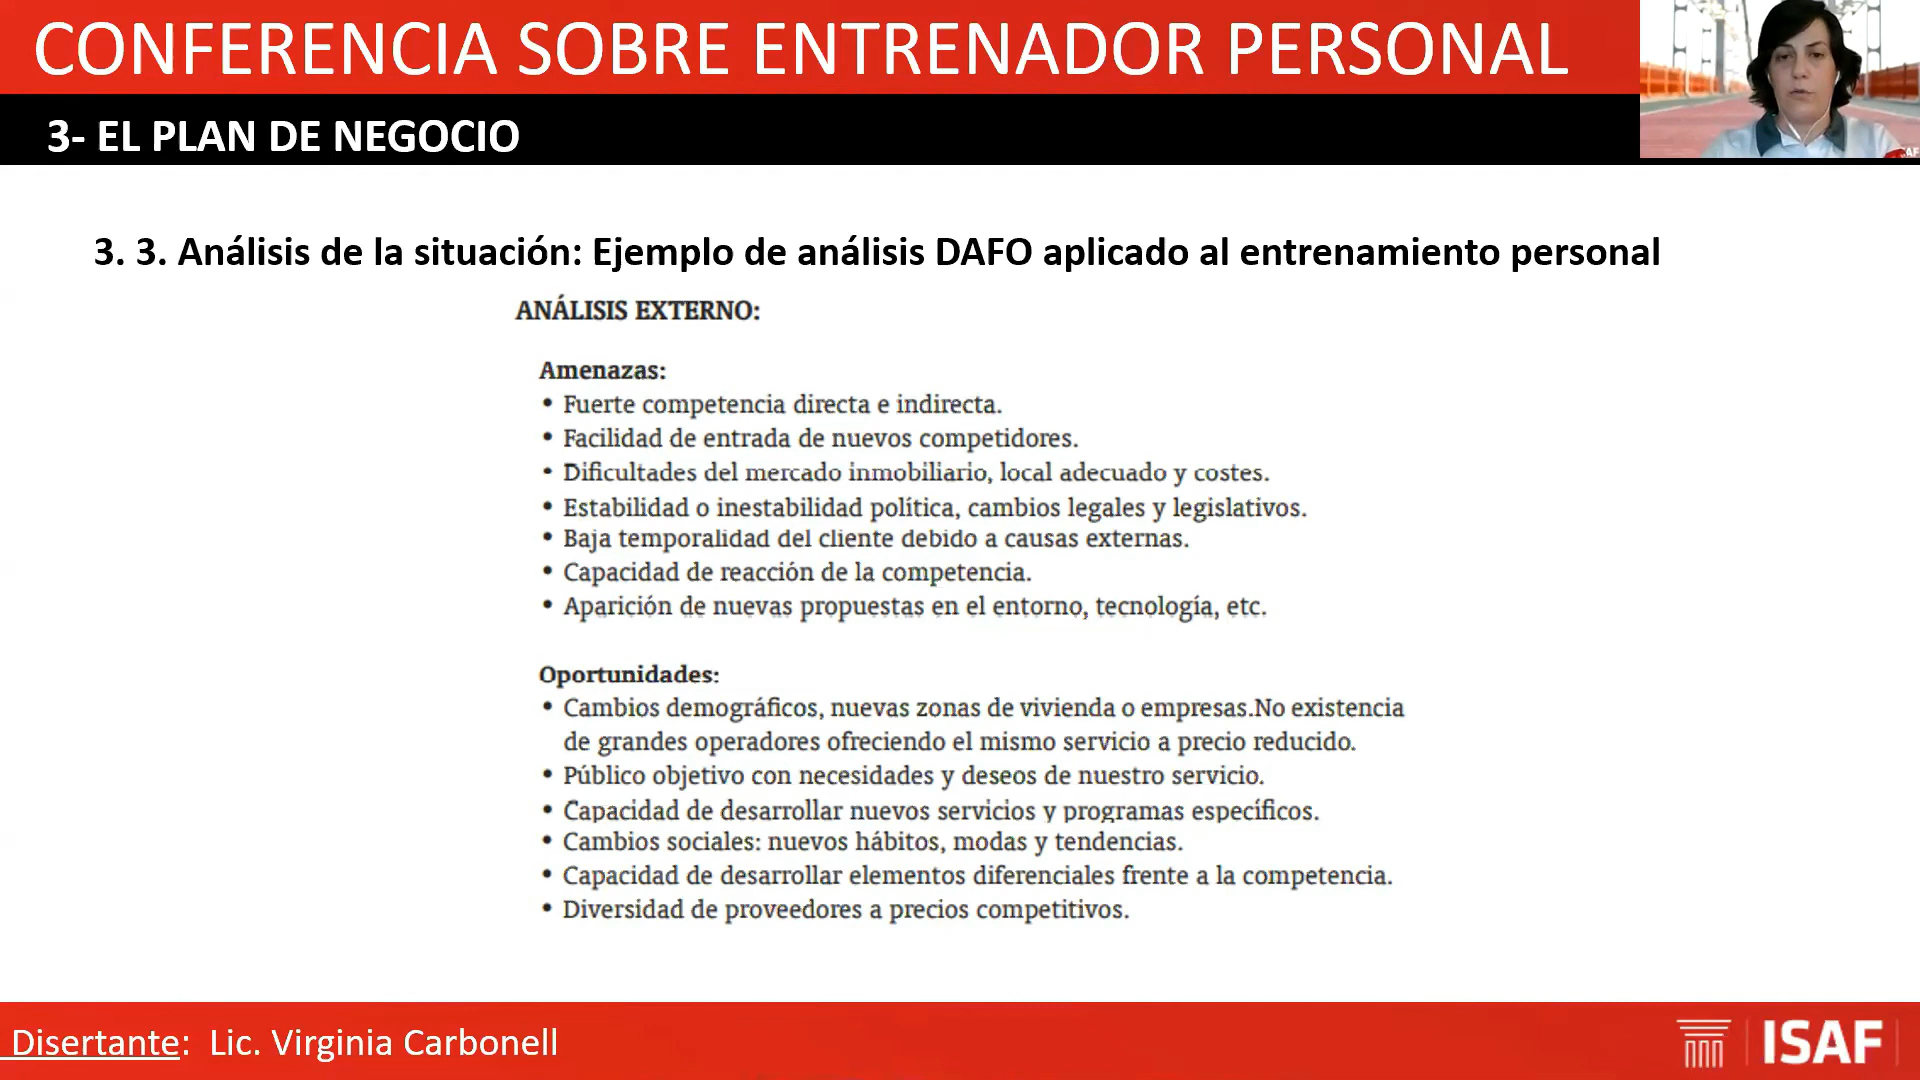 CONFERENCIA SOBRE ENTRENADOR PERSONAL
3- EL PLAN DE NEGOCIO
AF
3. 3. Análisis de la situación: Ejemplo de análisis DAFO aplicado al entrenamiento personal
ANÁLISIS EXTERNO:
Amenazas:
• Fuerte competencia directa e indirecta.
• Facilidad de entrada de nuevos competidores.
• Dificultades del mercado inmobiliario, local adecuado y costes.
• Estabilidad o inestabilidad política, cambios legales y legislativos.
• Baja temporalidad del cliente debido a causas externas.
• Capacidad de reacción de la competencia.
• Aparición de nuevas propuestas en el entorno, tecnología, etc.
Oportunidades:
• Cambios demográficos, nuevas zonas de vivienda o empresas.No existencia
de grandes operadores ofreciendo el mismo servicio a precio reducido.
• Público objetivo con necesidades y deseos de nuestro servicio.
• Capacidad de desarrollar nuevos servicios y programas específicos.
• Cambios sociales: nuevos hábitos, modas y tendencias.
• Capacidad de desarrollar elementos diferenciales frente a la competencia.
• Diversidad de proveedores a precios competitivos.
Disertante: Lic. Virginia Carbonell
ISAF